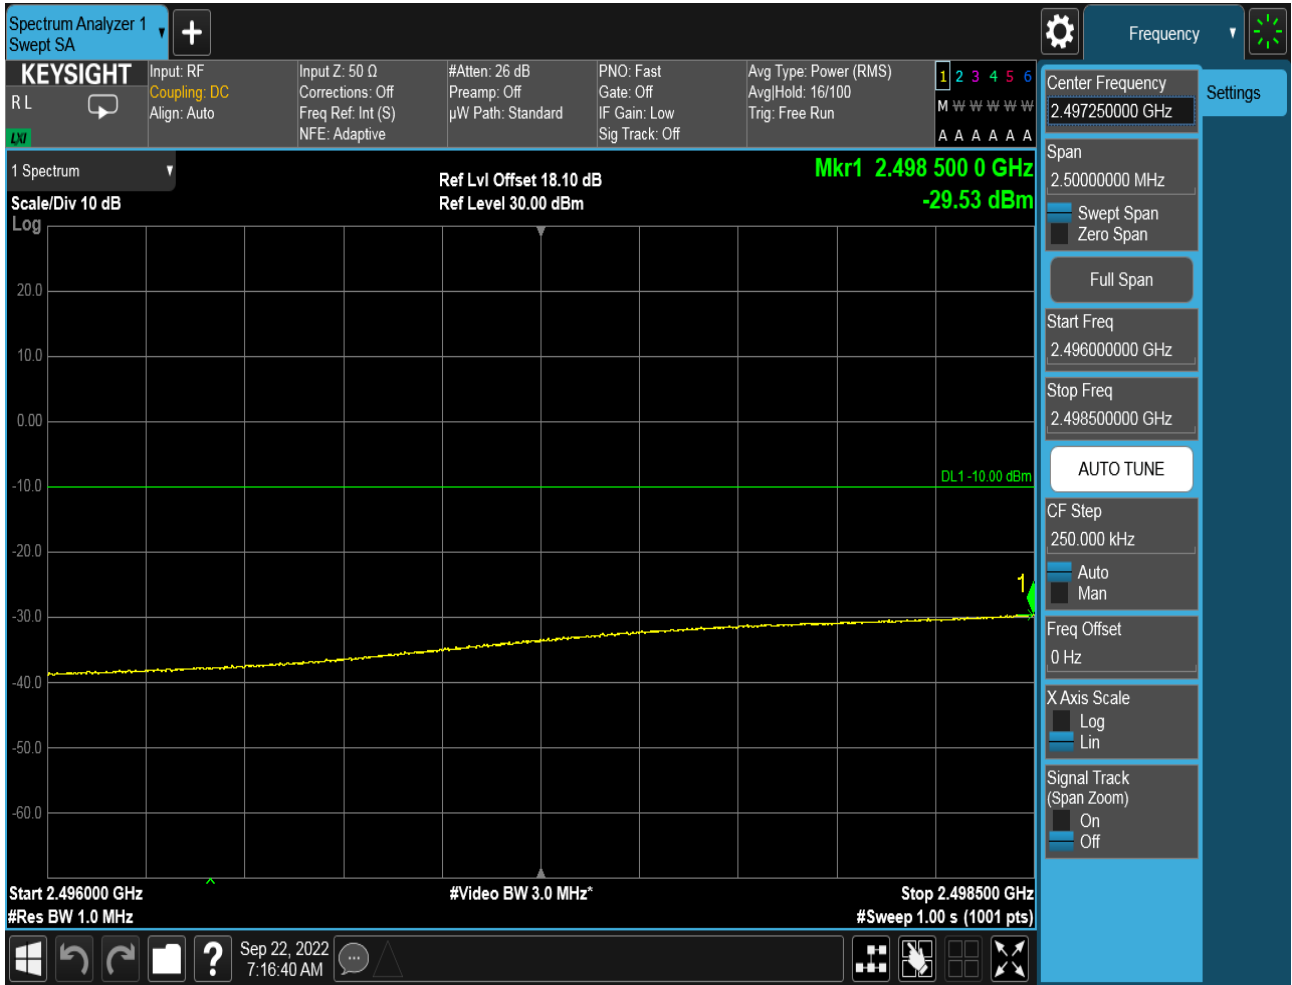 Spectrum Analyzer 1
Swept SA
+
Frequency
KEYSIGHT
R L
LXI
Input: RF
Coupling: DC
Align: Auto
Input Z: 50 Ω
Corrections: Off
Freq Ref: Int (S)
NFE: Adaptive
#Atten: 26 dB
Preamp: Off
µW Path: Standard
PNO: Fast
Gate: Off
IF Gain: Low
Sig Track: Off
Avg Type: Power (RMS)
Avg|Hold: 16/100
Trig: Free Run
1 2 3 4 5 6
M W W W W W
A A A A A A
1 Spectrum
Scale/Div 10 dB
Log
Ref Lvl Offset 18.10 dB
Ref Level 30.00 dBm
Mkr1 2.498 500 0 GHz
-29.53 dBm
20.0
10.0
0.00
-10.0
DL1 -10.00 dBm
-20.0
1
-30.0
-40.0
-50.0
-60.0
Start 2.496000 GHz
#Res BW 1.0 MHz
#Video BW 3.0 MHz*
Stop 2.498500 GHz
#Sweep 1.00 s (1001 pts)
?
Sep 22, 2022
7:16:40 AM
Center Frequency
2.497250000 GHz
Settings
Span
2.50000000 MHz
Swept Span
Zero Span
Full Span
Start Freq
2.496000000 GHz
Stop Freq
2.498500000 GHz
AUTO TUNE
CF Step
250.000 kHz
Auto
Man
Freq Offset
0 Hz
X Axis Scale
Log
Lin
Signal Track
(Span Zoom)
On
Off